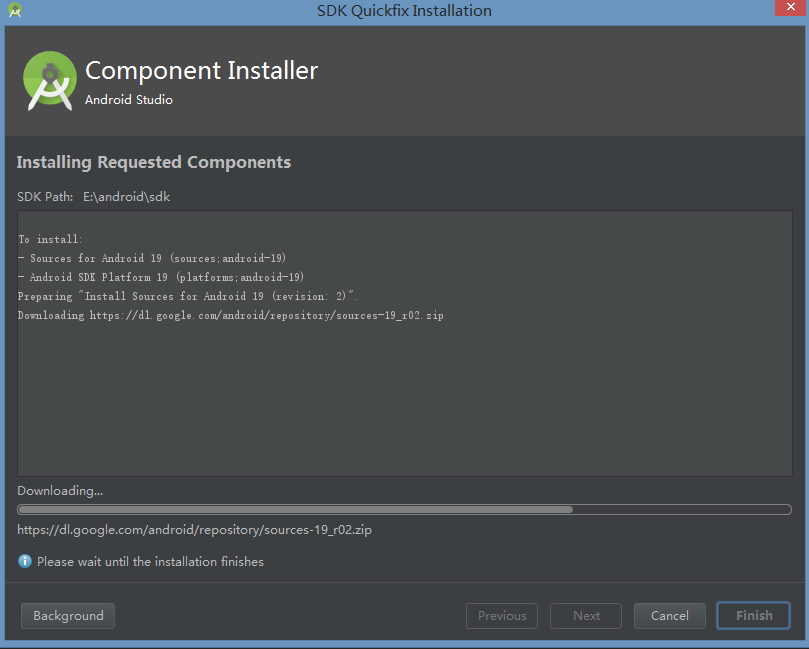 SDK Quickfix Installation
Component Installer
Android Studio
Installing Requested Components
SDK Path: E:\android\sdk
To install:
- Sources for Android 19 (sources;android-19)
- Android SDK Platform 19 (platforms;android-19)
Preparing "Install Sources for Android 19 (revision: 2)".
Downloading https://dl.google.com/android/repository/sources-19_r02.zip
Downloading...
https://dl.google.com/android/repository/sources-19_r02.zip
Please wait until the installation finishes
Background Previous Next Cancel Finish